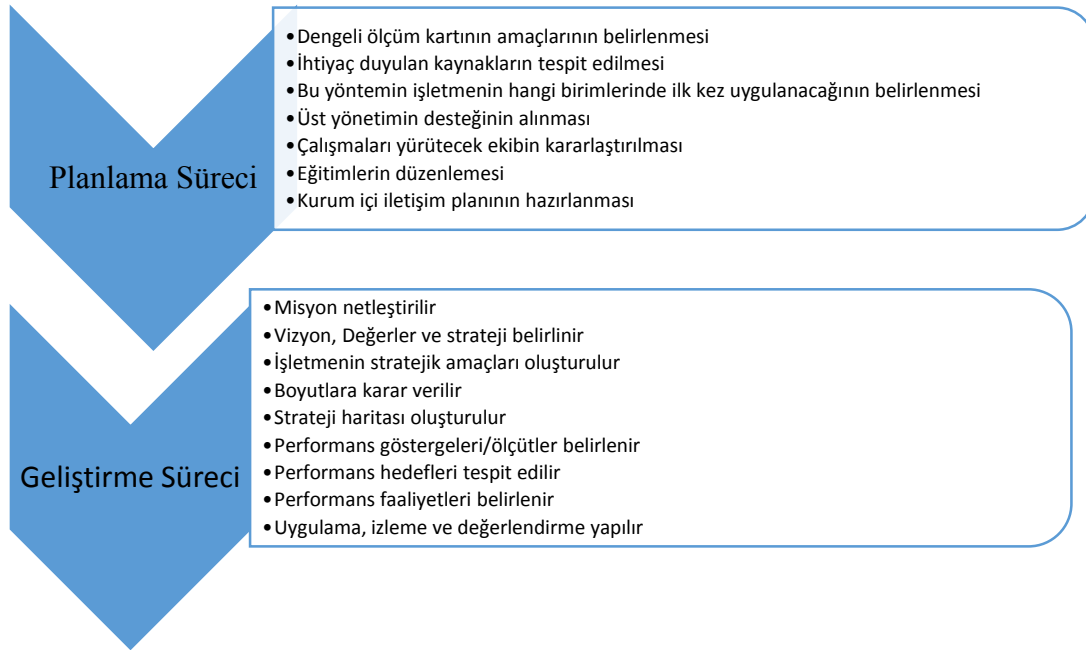 Planlama Süreci
•Dengeli ölçüm kartının amaçlarının belirlenmesi
•İhtiyaç duyulan kaynakların tespit edilmesi
•Bu yöntemin işletmenin hangi birimlerinde ilk kez uygulanacağının belirlenmesi
•Üst yönetimin desteğinin alınması
•Çalışmaları yürütecek ekibin kararlaştırılması
•Eğitimlerin düzenlemesi
•Kurum içi iletişim planının hazırlanması
Geliştirme Süreci
•Misyon netleştirilir
•Vizyon, Değerler ve strateji belirlinir
•İşletmenin stratejik amaçları oluşturulur
•Boyutlara karar verilir
•Strateji haritası oluşturulur
•Performans göstergeleri/ölçütler belirlenir
•Performans hedefleri tespit edilir
•Performans faaliyetleri belirlenir
•Uygulama, izleme ve değerlendirme yapılır